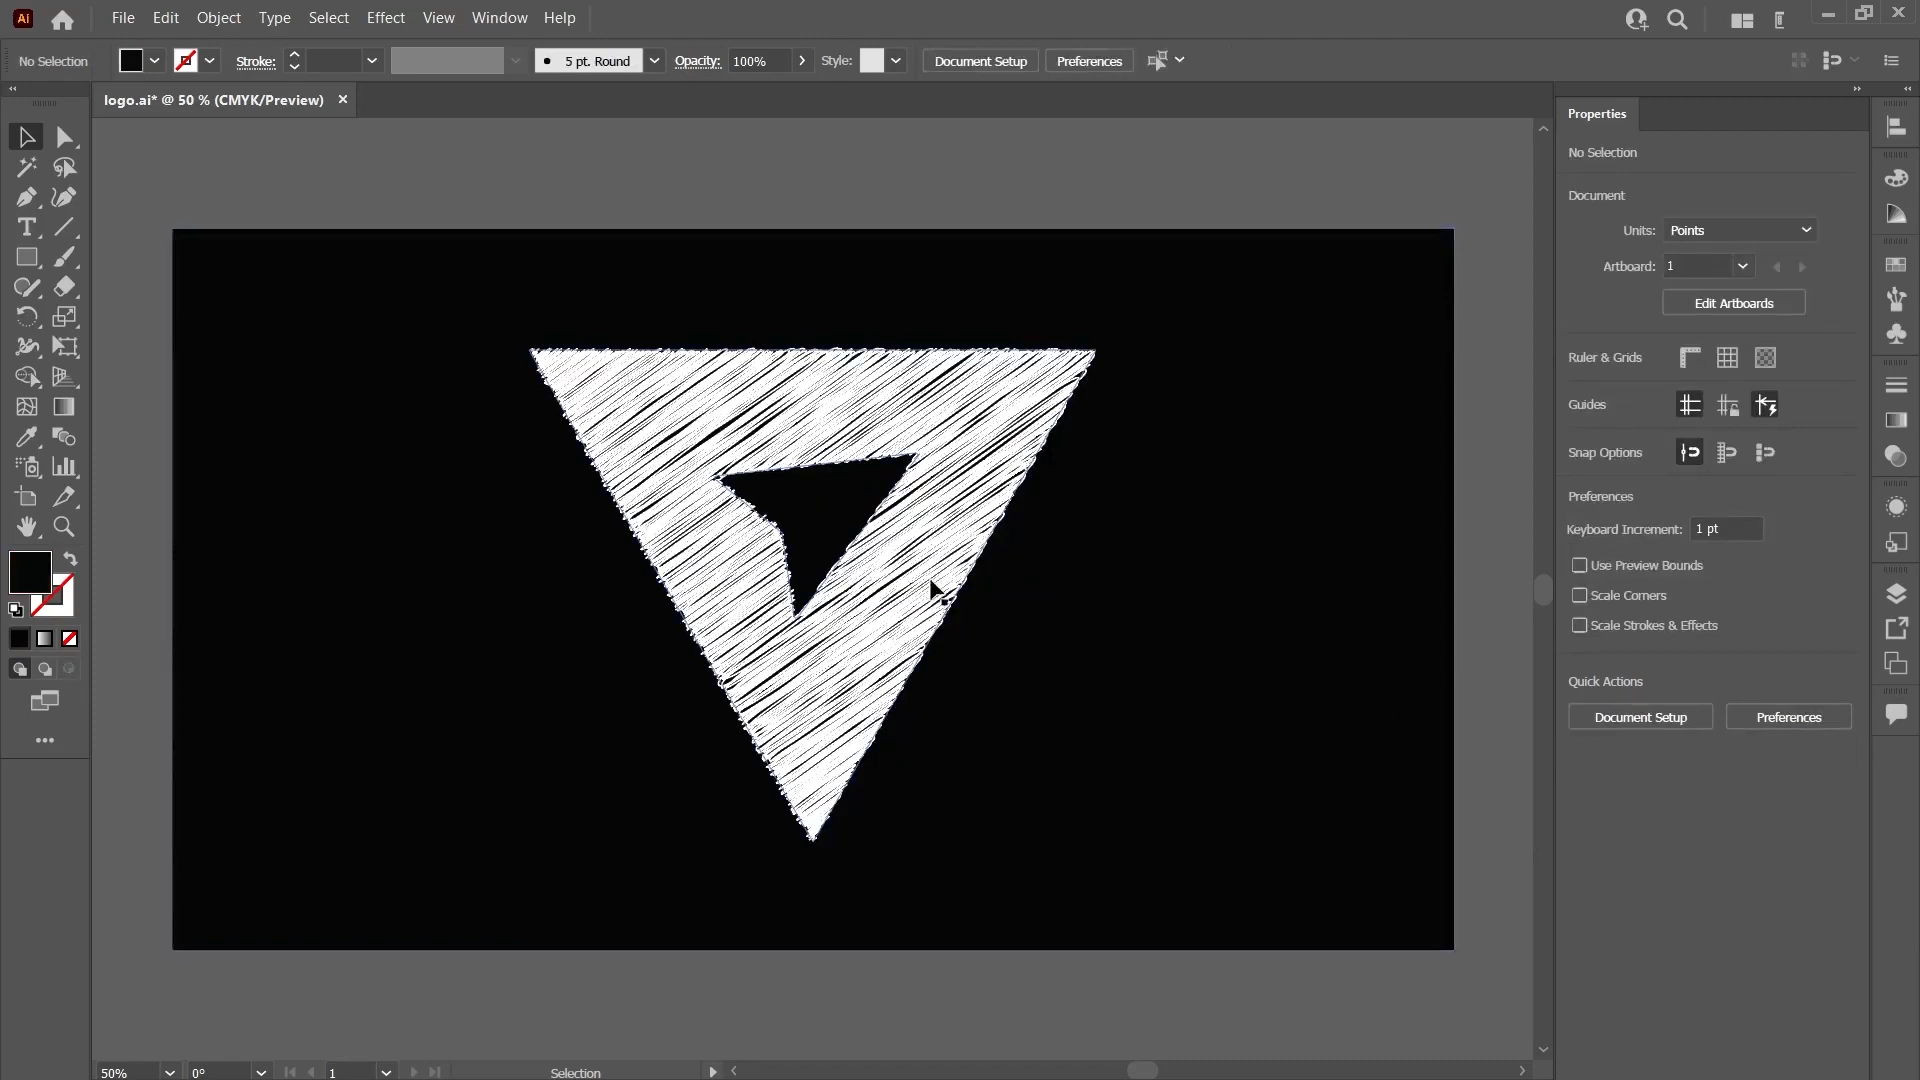 Ai File Edit Object Type Select Effect View Window Help
No Selection Stroke: 5 pt. Round Opacity: 100% Style: Document Setup Preferences
logo.ai* @ 50 % (CMYK/Preview)
Properties
No Selection
Document
Units: Points
Artboard: 1
Edit Artboards
Ruler & Grids
Guides
Snap Options
Preferences
Keyboard Increment: 1 pt
Use Preview Bounds
Scale Corners
Scale Strokes & Effects
Quick Actions
Document Setup Preferences
50% 0° 1 Selection